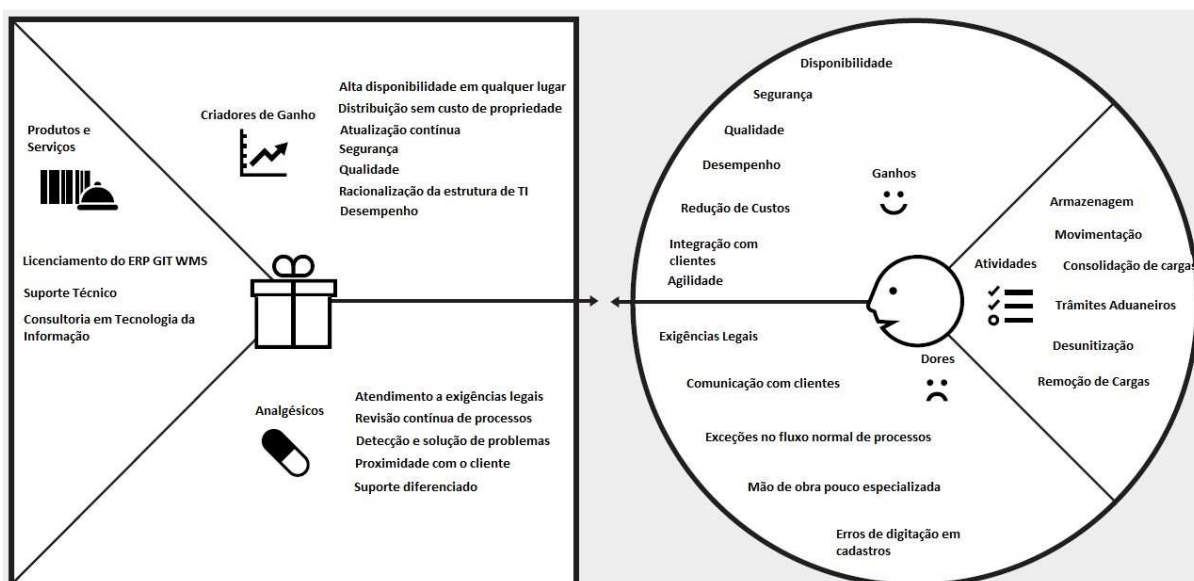 Produtos e
Serviços
Licenciamento do ERP GIT WMS
Suporte Técnico
Consultoria em Tecnologia da
Informação
Criadores de Ganho
Alta disponibilidade em qualquer lugar
Distribuição sem custo de propriedade
Atualização contínua
Segurança
Qualidade
Racionalização da estrutura de TI
Desempenho
Analgésicos
Atendimento a exigências legais
Revisão contínua de processos
Detecção e solução de problemas
Proximidade com o cliente
Suporte diferenciado
Ganhos
Disponibilidade
Segurança
Qualidade
Desempenho
Redução de Custos
Integração com
clientes
Agilidade
Dores
Exigências Legais
Comunicação com clientes
Exceções no fluxo normal de processos
Mão de obra pouco especializada
Erros de digitação em
cadastros
Atividades
Armazenagem
Movimentação
Consolidação de cargas
Trâmites Aduaneiros
Desunitização
Remoção de Cargas